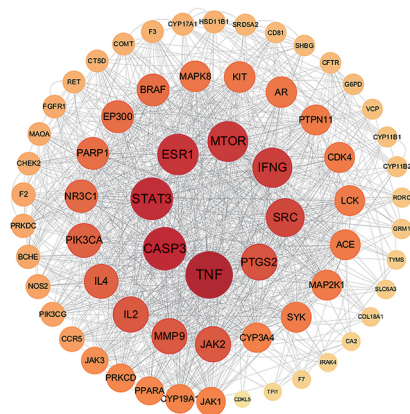 F3
CYP17A1
HSD11B1
SRD5A2
CD81
SHBG
CFTR
G6PD
VCP
CYP11B1
CYP11B2
RORC
GRM1
TYMS
SLC6A3
COL18A1
CA2
IRAK4
F7
TPI1
CDKL5
JAK1
CYP19A1
PPARA
PRKCD
JAK3
CCR5
PIK3CG
NOS2
BCHE
PRKDC
F2
CHEK2
MAOA
FGFR1
RET
CTSD
COMT
MAPK8
KIT
AR
PTPN11
CDK4
LCK
ACE
MAP2K1
SYK
CYP3A4
JAK2
MMP9
IL2
IL4
PIK3CA
NR3C1
PARP1
EP300
BRAF
MTOR
IFNG
SRC
PTGS2
TNF
CASP3
STAT3
ESR1